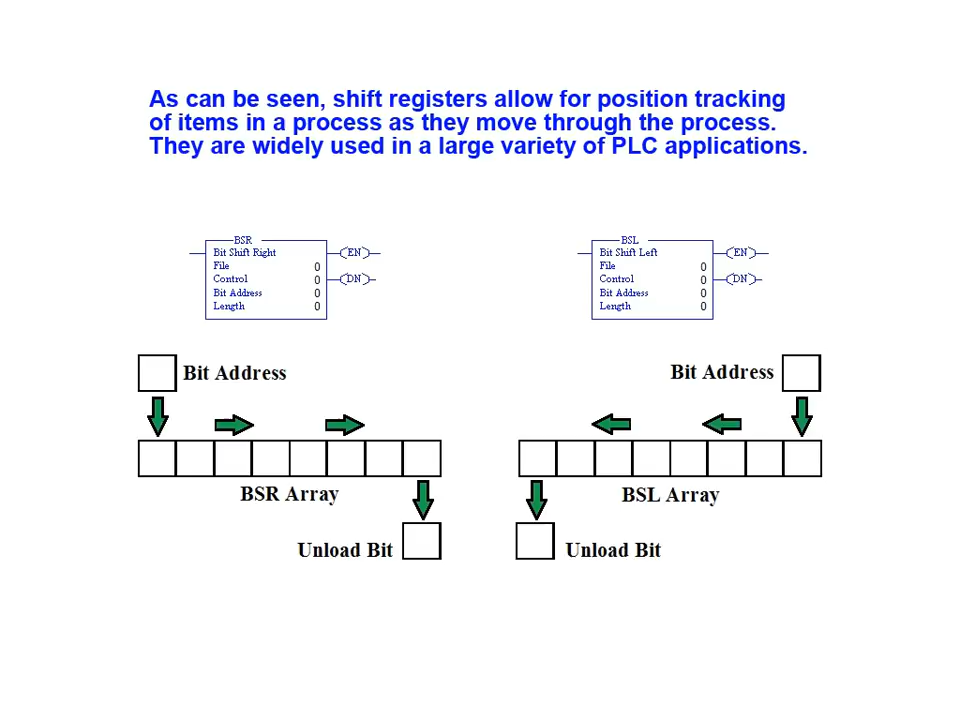 As can be seen, shift registers allow for position tracking
of items in a process as they move through the process.
They are widely used in a large variety of PLC applications.
BSR
Bit Shift Right
(EN)
File 0
Control 0
(DN)
Bit Address 0
Length 0
BSL
Bit Shift Left
(EN)
File 0
Control 0
(DN)
Bit Address 0
Length 0
Bit Address
Bit Address
BSR Array
BSL Array
Unload Bit
Unload Bit